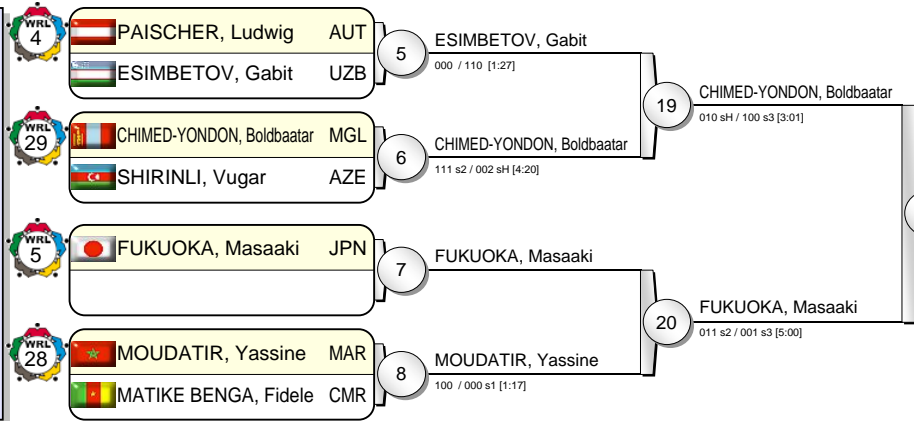 WRL
4
PAISCHER, Ludwig AUT
ESIMBETOV, Gabit UZB
5
ESIMBETOV, Gabit
000 / 110 [1:27]
WRL
29
CHIMED-YONDON, Boldbaatar MGL
SHIRINLI, Vugar AZE
6
CHIMED-YONDON, Boldbaatar
111 s2 / 002 sH [4:20]
19
CHIMED-YONDON, Boldbaatar
010 sH / 100 s3 [3:01]
WRL
5
FUKUOKA, Masaaki JPN
7
FUKUOKA, Masaaki
WRL
28
MOUDATIR, Yassine MAR
MATIKE BENGA, Fidele CMR
8
MOUDATIR, Yassine
100 / 000 s1 [1:17]
20
FUKUOKA, Masaaki
011 s2 / 001 s3 [5:00]